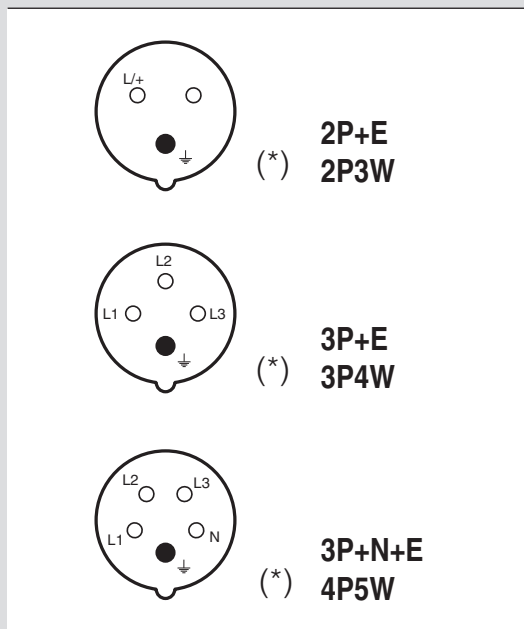 L/+
(*)
2P+E
2P3W
L2
L1
L3
(*)
3P+E
3P4W
L2
L3
L1
N
(*)
3P+N+E
4P5W